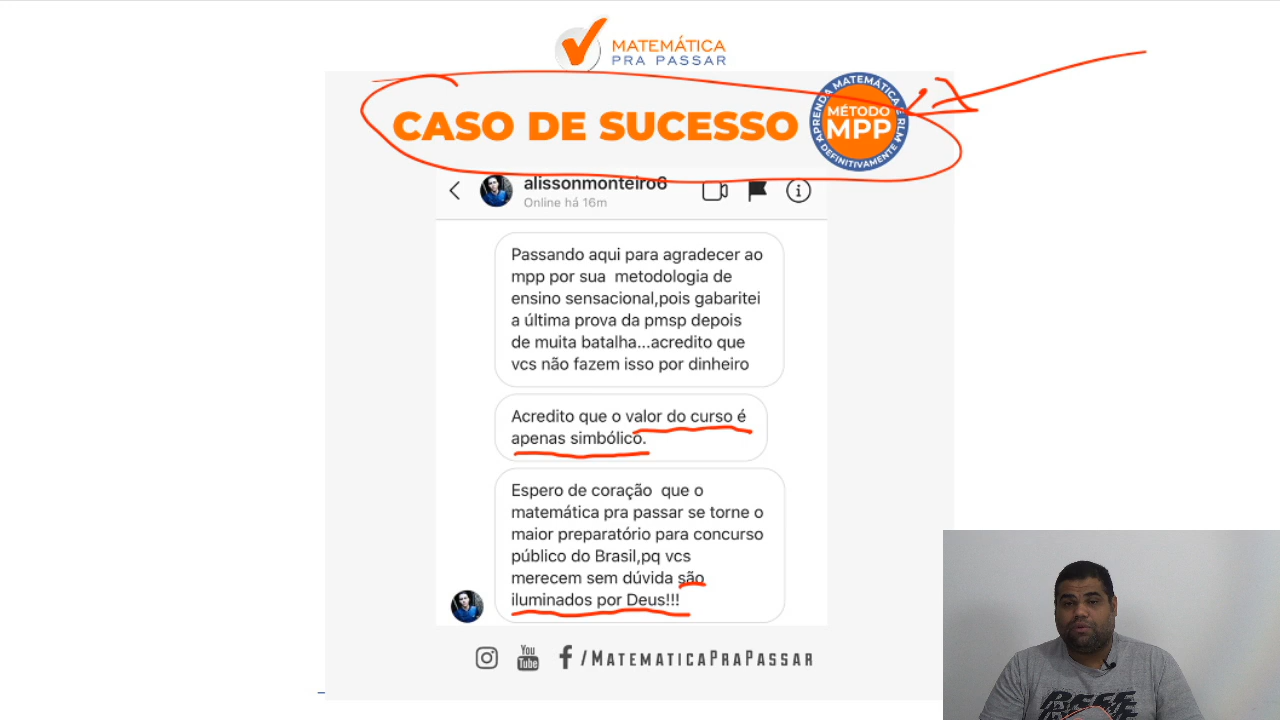 MATEMÁTICA
PRA PASSAR
CASO DE SUCESSO
APRENDA MATEMÁTICA E RLM
MÉTODO
MPP
DEFINITIVAMENTE
alissonmonteiro6
Online há 16m
Passando aqui para agradecer ao
mpp por sua metodologia de
ensino sensacional,pois gabaritei
a última prova da pmsp depois
de muita batalha...acredito que
vcs não fazem isso por dinheiro
Acredito que o valor do curso é
apenas simbólico.
Espero de coração que o
matemática pra passar se torne o
maior preparatório para concurso
público do Brasil,pq vcs
merecem sem dúvida são
iluminados por Deus!!!
You
Tube
/MATEMATICAPRAPASSAR